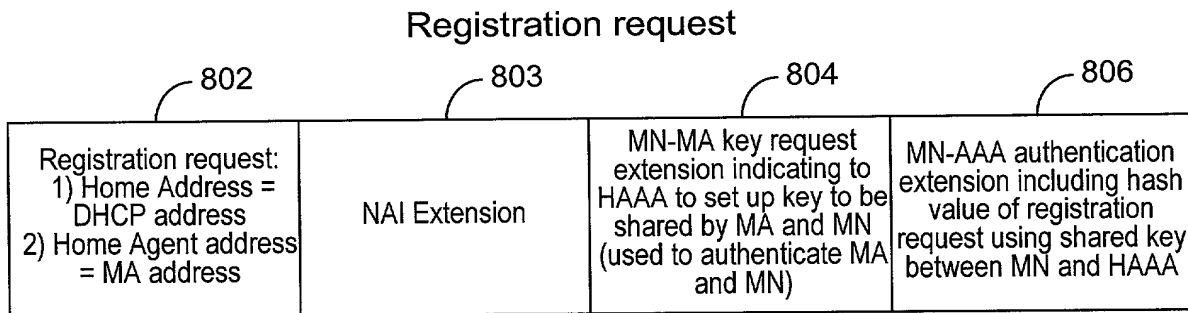 Registration request
802
803
804
806
Registration request:
1) Home Address =
DHCP address
2) Home Agent address
= MA address
NAI Extension
MN-MA key request
extension indicating to
HAAA to set up key to be
shared by MA and MN
(used to authenticate MA
and MN)
MN-AAA authentication
extension including hash
value of registration
request using shared key
between MN and HAAA